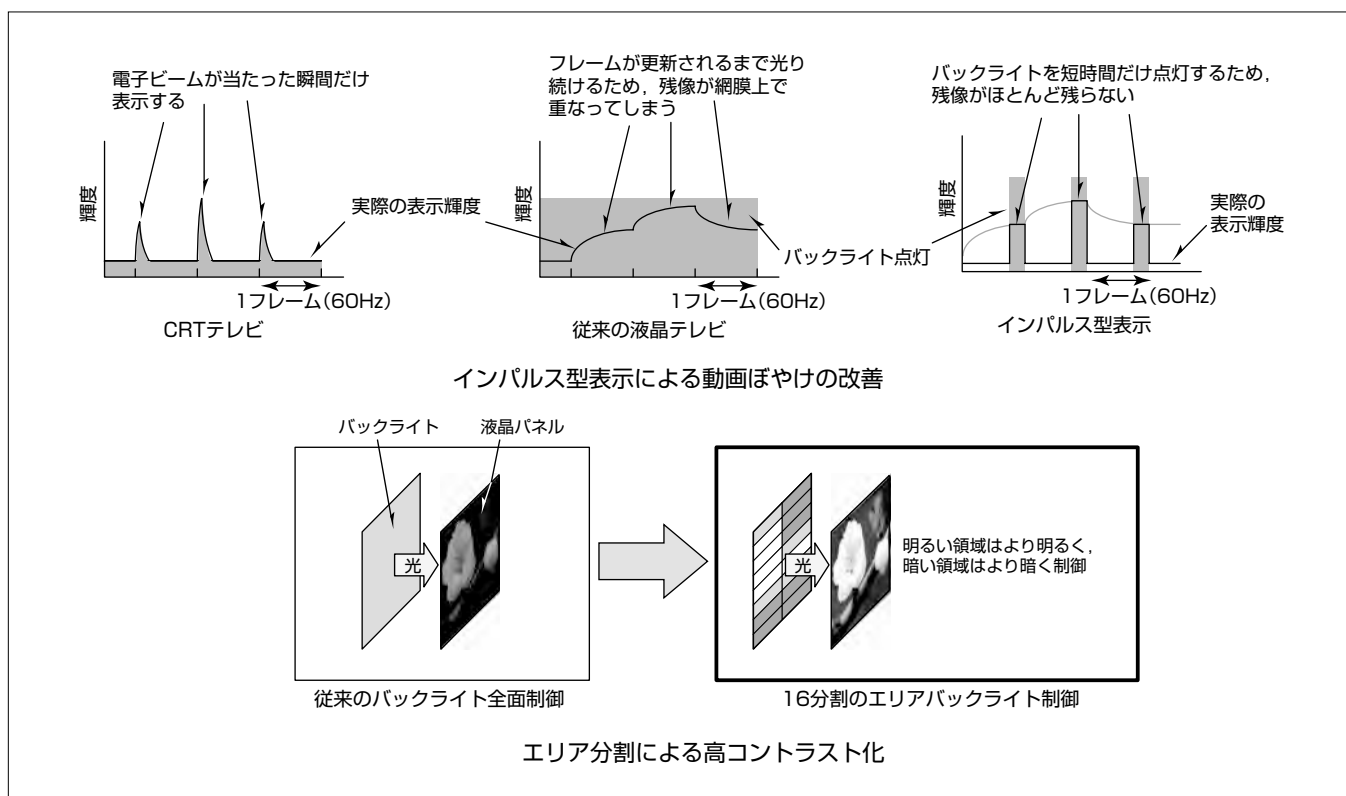 電子ビームが当たった瞬間だけ
表示する
輝度
1フレーム(60Hz)
CRTテレビ
フレームが更新されるまで光り
続けるため，残像が網膜上で
重なってしまう
輝度
実際の表示輝度
1フレーム(60Hz)
従来の液晶テレビ
バックライトを短時間だけ点灯するため，
残像がほとんど残らない
輝度
バックライト点灯
実際の
表示輝度
1フレーム(60Hz)
インパルス型表示
インパルス型表示による動画ぼやけの改善
バックライト
液晶パネル
光
従来のバックライト全面制御
光
明るい領域はより明るく，
暗い領域はより暗く制御
16分割のエリアバックライト制御
エリア分割による高コントラスト化